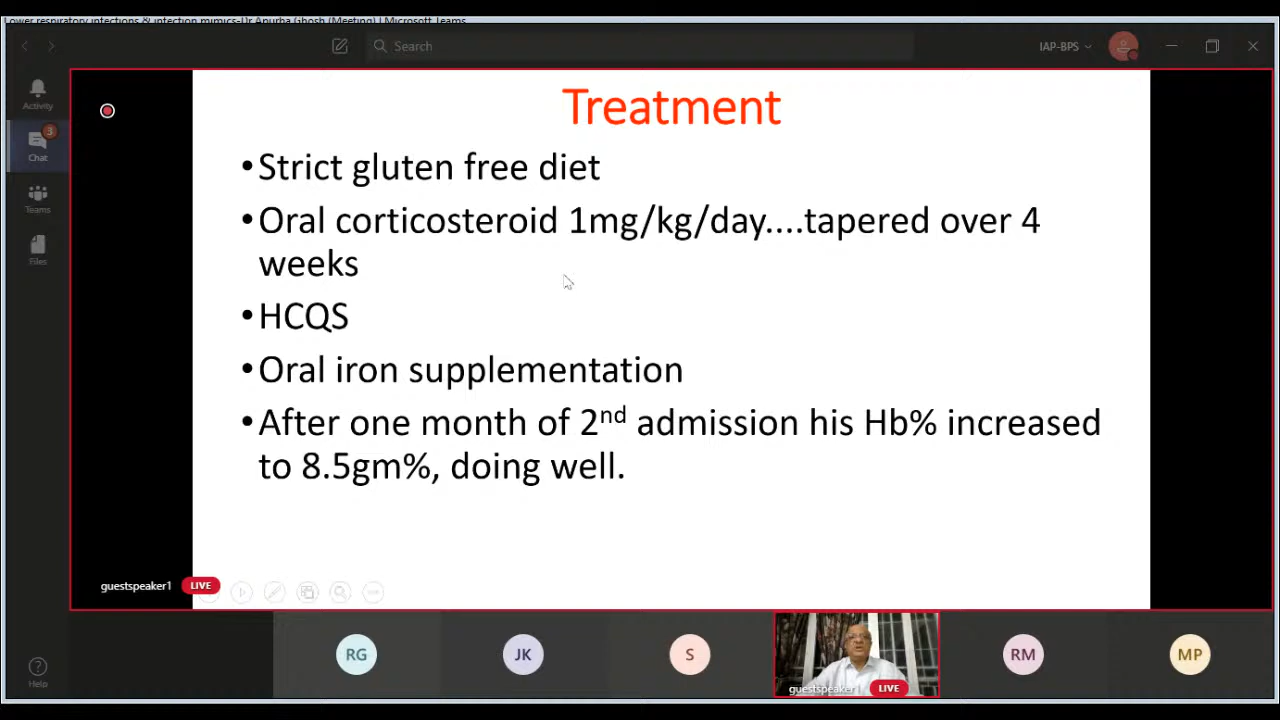 Lower respiratory infections & infection mimics-Dr Apurba Ghosh (Meeting) | Microsoft Teams
Search
IAP-BPS
Activity
3
Chat
Teams
Files
Treatment
•Strict gluten free diet
•Oral corticosteroid 1mg/kg/day....tapered over 4
weeks
•HCQS
•Oral iron supplementation
•After one month of 2nd admission his Hb% increased
to 8.5gm%, doing well.
guestspeaker1 LIVE
RG
JK
S
guestspeaker1 LIVE
RM
MP
Help